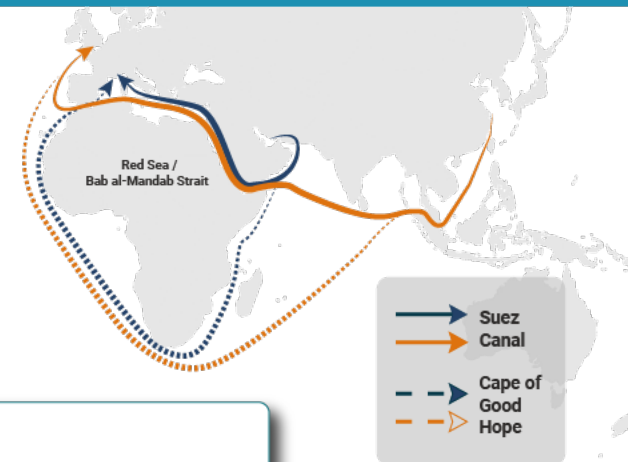 Red Sea /
Bab al-Mandab Strait
Suez
Canal
Cape of
Good
Hope